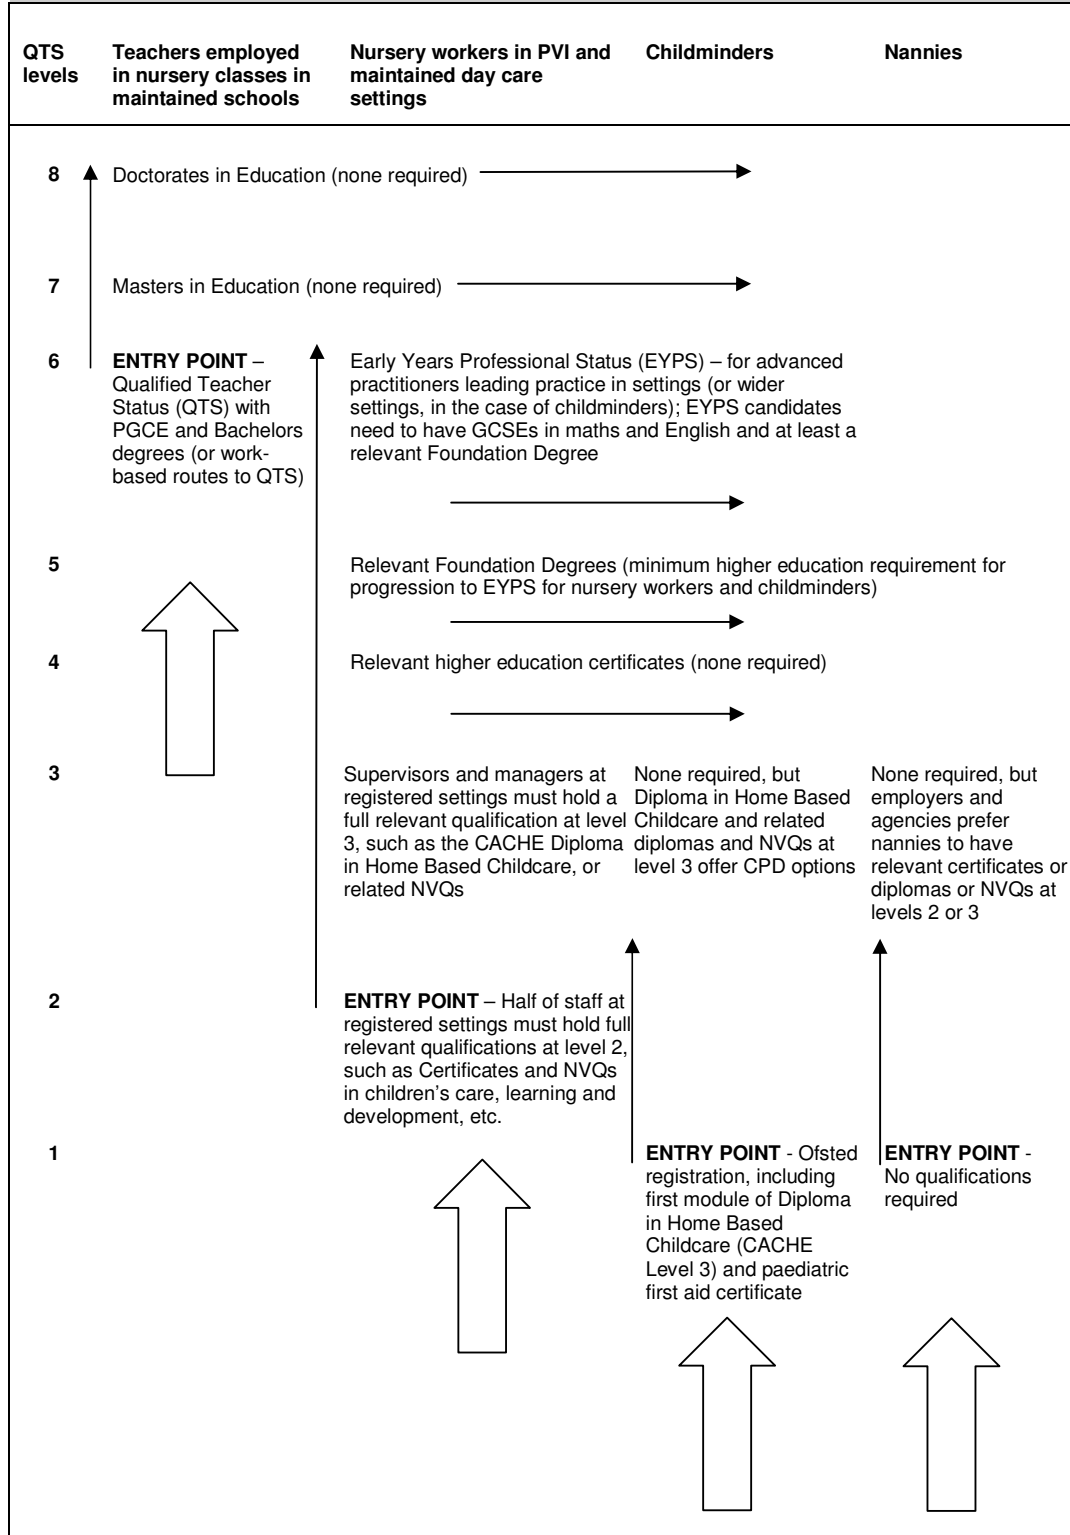 QTS levels
Teachers employed in nursery classes in maintained schools
Nursery workers in PVI and maintained day care settings
Childminders
Nannies
8
Doctorates in Education (none required)
7
Masters in Education (none required)
6
ENTRY POINT –
Qualified Teacher
Status (QTS) with
PGCE and Bachelors
degrees (or work-
based routes to QTS)
Early Years Professional Status (EYPS) – for advanced
practitioners leading practice in settings (or wider
settings, in the case of childminders); EYPS candidates
need to have GCSEs in maths and English and at least a
relevant Foundation Degree
5
Relevant Foundation Degrees (minimum higher education requirement for
progression to EYPS for nursery workers and childminders)
4
Relevant higher education certificates (none required)
3
Supervisors and managers at
registered settings must hold a
full relevant qualification at level
3, such as the CACHE Diploma
in Home Based Childcare, or
related NVQs
None required, but
Diploma in Home Based
Childcare and related
diplomas and NVQs at
level 3 offer CPD options
None required, but
employers and
agencies prefer
nannies to have
relevant certificates or
diplomas or NVQs at
levels 2 or 3
2
ENTRY POINT – Half of staff at
registered settings must hold full
relevant qualifications at level 2,
such as Certificates and NVQs
in children’s care, learning and
development, etc.
1
ENTRY POINT - Ofsted
registration, including
first module of Diploma
in Home Based
Childcare (CACHE
Level 3) and paediatric
first aid certificate
ENTRY POINT -
No qualifications
required